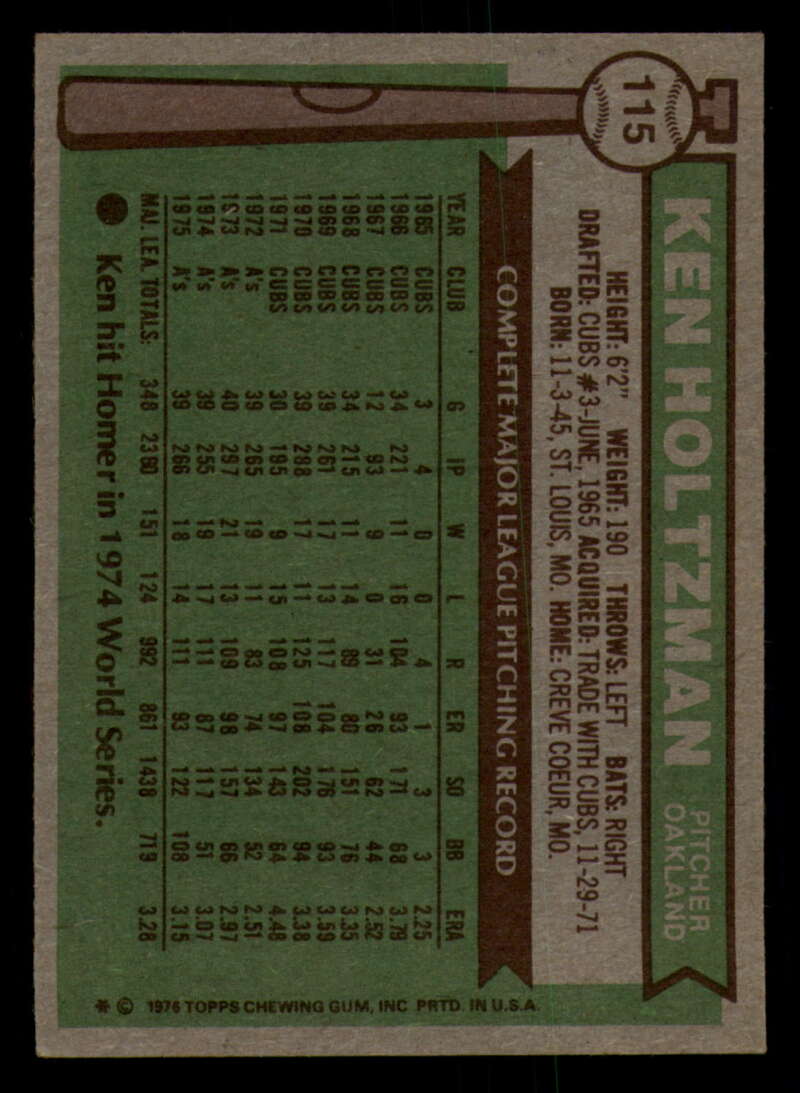 115
KEN HOLTZMAN
PITCHER
OAKLAND
HEIGHT: 6'2" WEIGHT: 190 THROWS: LEFT BATS: RIGHT
DRAFTED: CUBS #3-JUNE, 1965 ACQUIRED: TRADE WITH CUBS, 11-29-71
BORN: 11-3-45, ST. LOUIS, MO. HOME: CREVE COEUR, MO.
COMPLETE MAJOR LEAGUE PITCHING RECORD
YEAR CLUB G IP W L R ER SO BB ERA
1965 CUBS 3 4 0 0 4 1 3 3 2.25
1966 CUBS 34 221 11 16 104 93 171 68 3.79
1967 CUBS 12 93 9 0 31 26 62 44 2.52
1968 CUBS 34 215 11 14 89 80 151 76 3.35
1969 CUBS 39 261 17 13 117 104 176 93 3.59
1970 CUBS 39 288 17 11 125 108 202 94 3.38
1971 CUBS 30 195 9 15 108 97 143 64 4.48
1972 A's 39 265 19 11 83 74 134 52 2.51
1973 A's 40 297 21 13 109 98 157 66 2.97
1974 A's 39 255 19 17 111 87 117 51 3.07
1975 A's 39 266 18 14 111 93 122 108 3.15
MAJ. LEA. TOTALS: 348 2360 151 124 992 861 1438 719 3.28
Ken hit Homer in 1974 World Series.
* © 1976 TOPPS CHEWING GUM, INC PRTD. IN U.S.A.